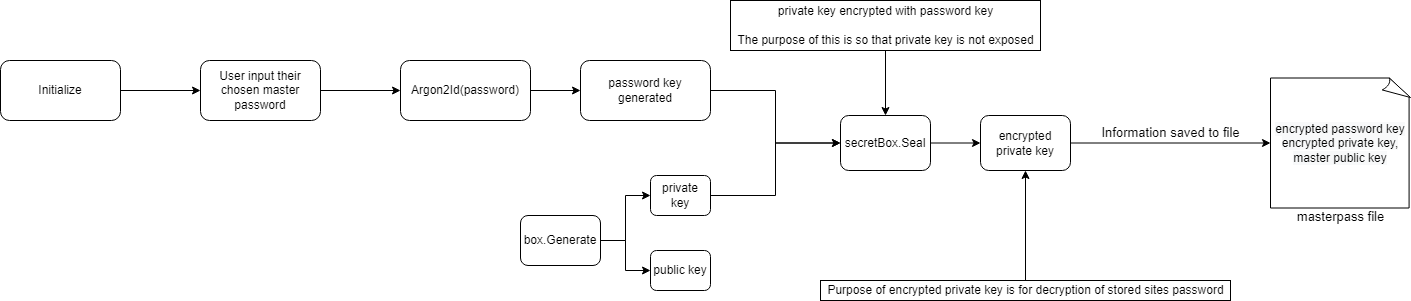 private key encrypted with password key
The purpose of this is so that private key is not exposed
Initialize
User input their
chosen master
password
Argon2Id(password)
password key
generated
secretBox.Seal
encrypted
private key
Information saved to file
encrypted password key
encrypted private key,
master public key
masterpass file
private
key
box.Generate
public key
Purpose of encrypted private key is for decryption of stored sites password